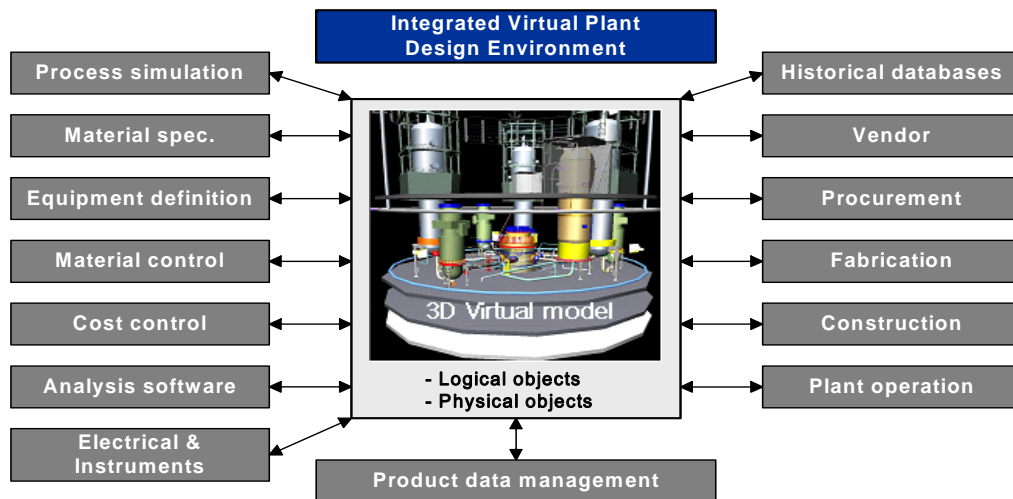 Integrated Virtual Plant
Design Environment
Process simulation
Material spec.
Equipment definition
Material control
Cost control
Analysis software
Electrical &
Instruments
3D Virtual model
- Logical objects
- Physical objects
Historical databases
Vendor
Procurement
Fabrication
Construction
Plant operation
Product data management